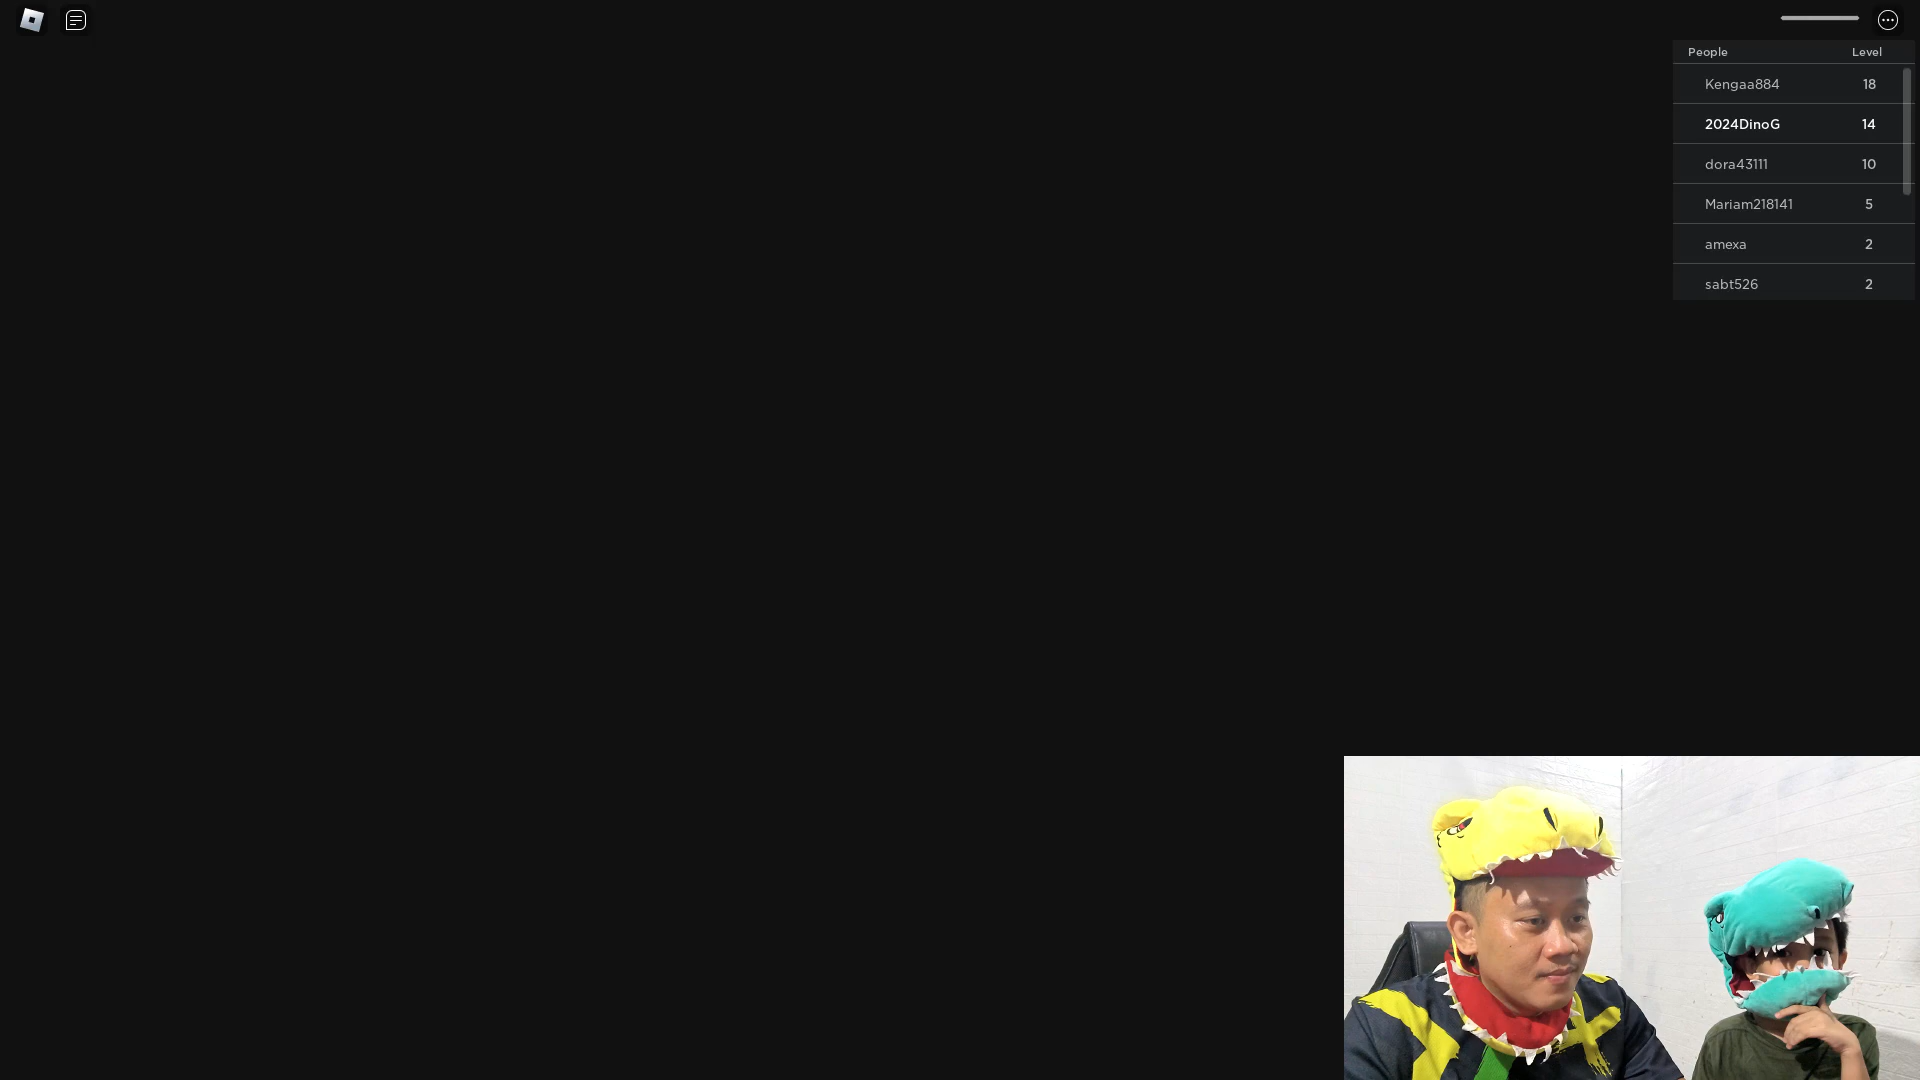 People Level
Kengaa884 18
2024DinoG 14
dora43111 10
Mariam218141 5
amexa 2
sabt526 2